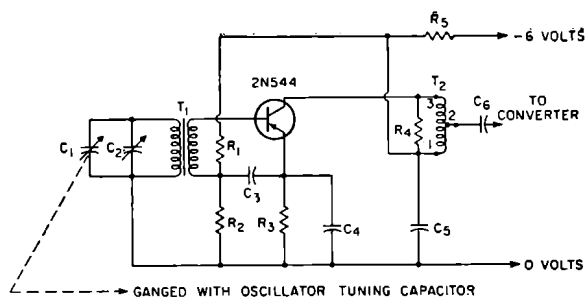 R5
-6 VOLTS
2N544
T1
T2
3
2
1
C6
TO
CONVERTER
C1
C2
R1
R4
C3
R2
R3
C4
C5
0 VOLTS
GANGED WITH OSCILLATOR TUNING CAPACITOR